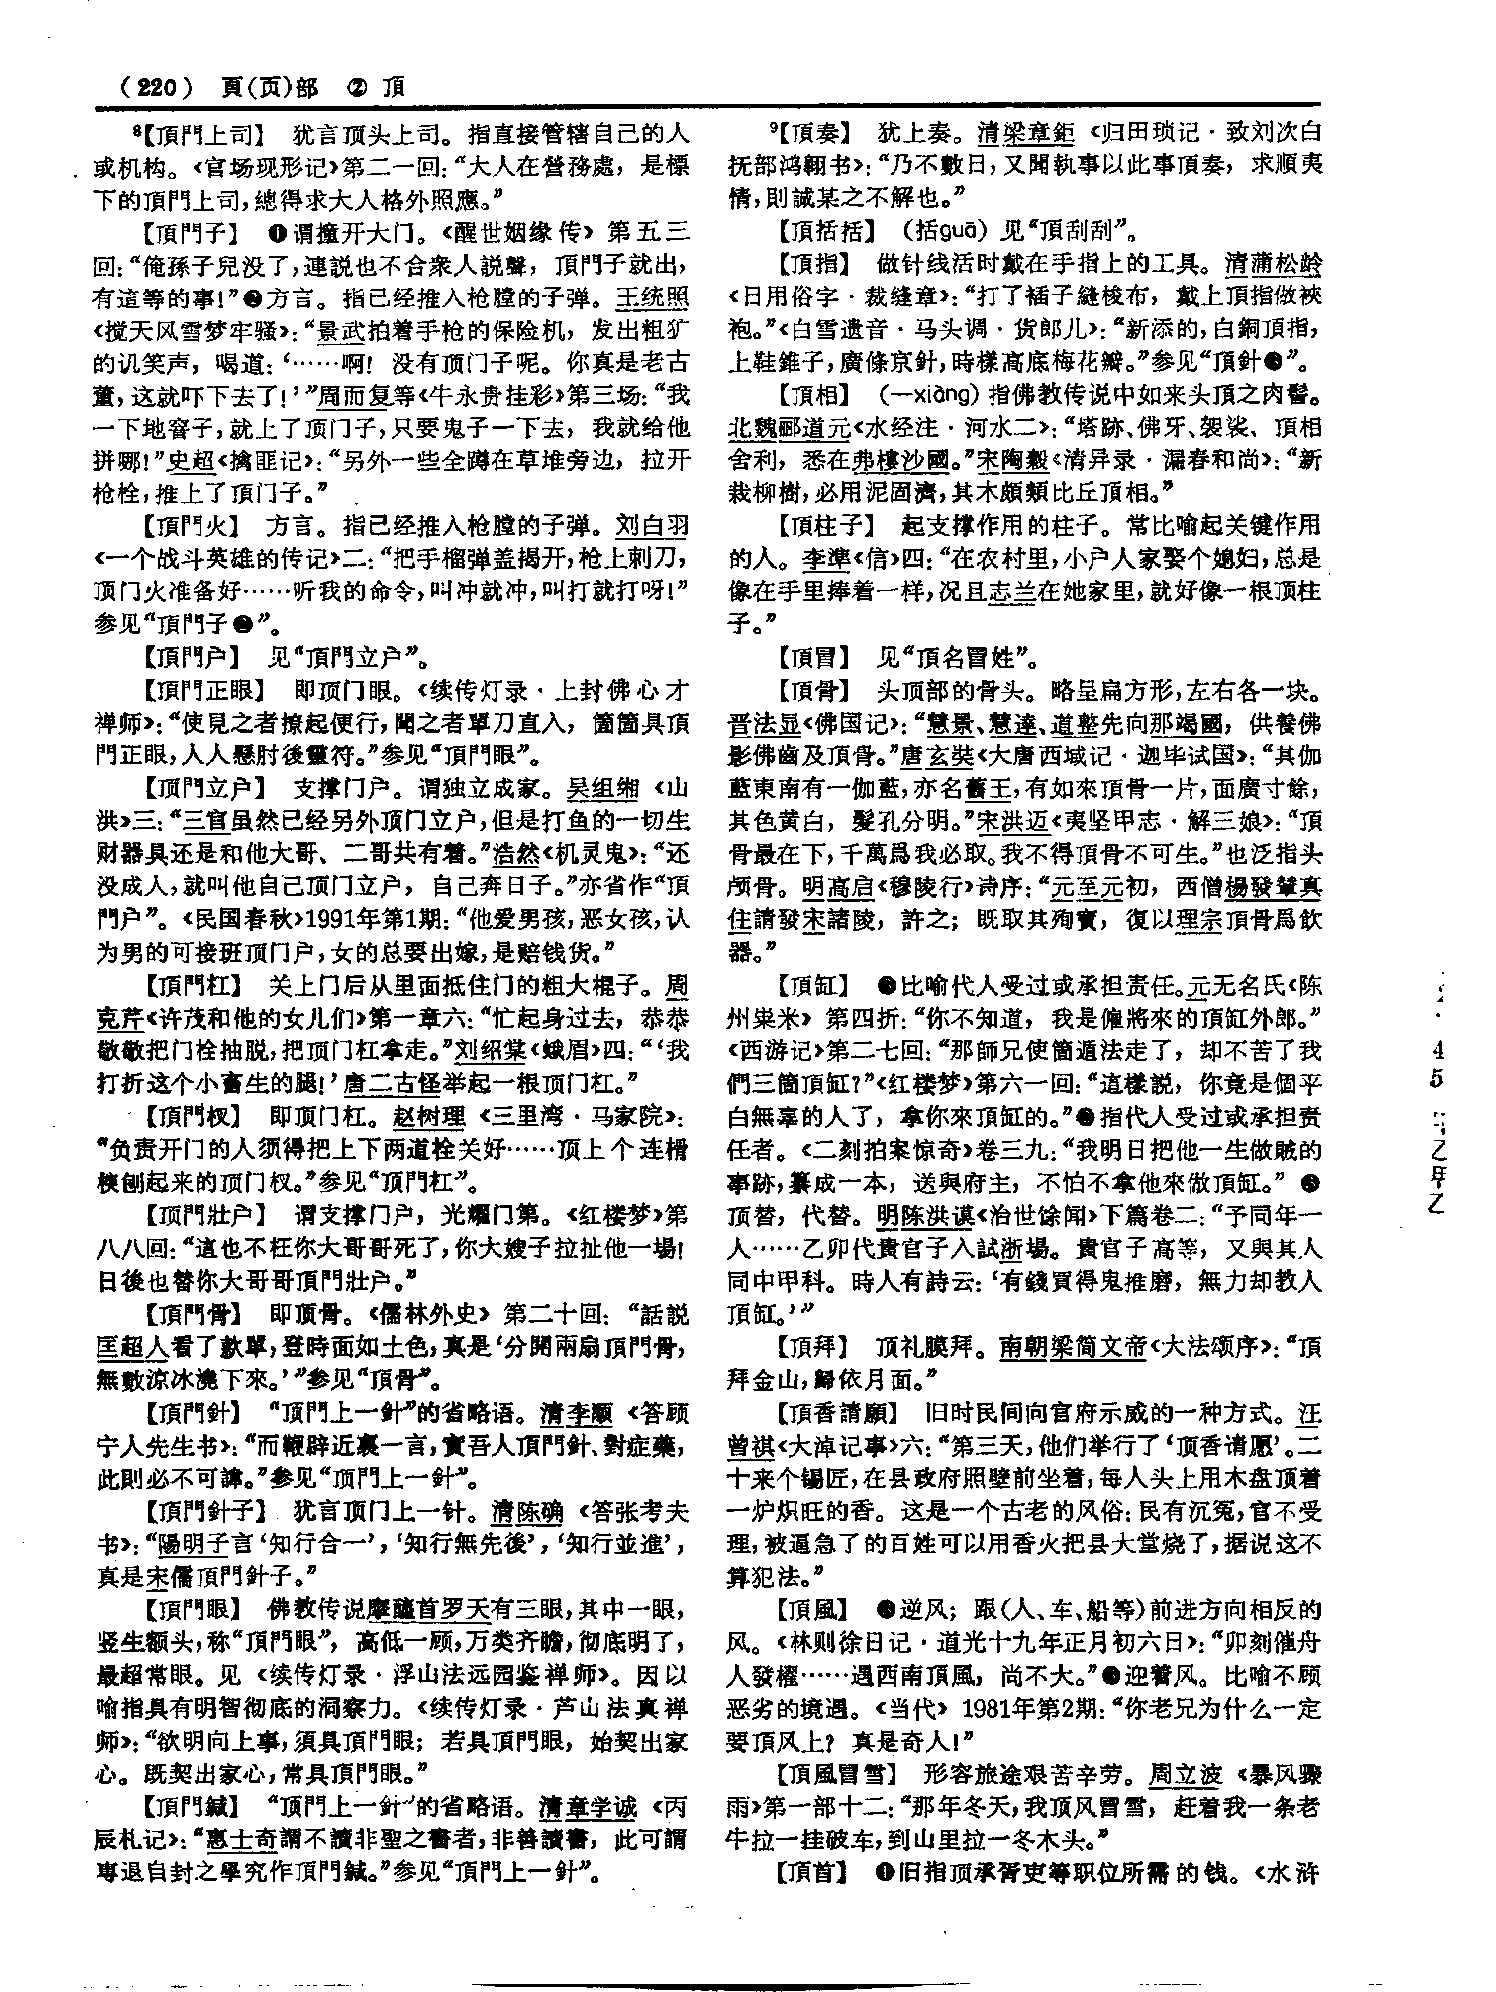 (220) 頁(页)部 ② 頂
⁸【頂門上司】 犹言顶头上司。指直接管辖自己的人
或机构。《官场现形记》第二一回:“大人在營務處，是標
下的頂門上司,總得求大人格外照應。”
【頂門子】 ❶谓撞开大门。《醒世姻缘传》第五三
回:“俺孫子兒没了,連説也不合衆人説聲，頂門子就出,
有這等的事!”❷方言。指已经推入枪膛的子弹。王统照
《搅天风雪梦牢骚》:“景武拍着手枪的保险机，发出粗犷
的讥笑声，喝道:‘……啊! 没有顶门子呢。你真是老古
董,这就吓下去了!’”周而复等《牛永贵挂彩》第三场:“我
一下地窨子,就上了顶门子,只要鬼子一下去，我就给他
拼哪!”史超《擒匪记》:“另外一些全蹲在草堆旁边，拉开
枪栓,推上了頂门子。”
【頂門火】 方言。指已经推入枪膛的子弹。刘白羽
《一个战斗英雄的传记》二:“把手榴弹盖揭开,枪上刺刀,
顶门火准备好……听我的命令,叫冲就冲,叫打就打呀!”
参见“頂門子❷”。
【頂門户】 见“頂門立户”。
【頂門正眼】 即顶门眼。《续传灯录·上封佛心才
禅师》:“使見之者撩起便行,聞之者單刀直入，箇箇具頂
門正眼,人人懸肘後靈符。”参见“頂門眼”。
【顶門立户】 支撑门户。谓独立成家。吴组缃《山
洪》三:“三官虽然已经另外顶门立户,但是打鱼的一切生
财器具还是和他大哥、二哥共有着。”浩然《机灵鬼》:“还
没成人,就叫他自己顶门立户，自己奔日子。”亦省作“頂
門户”。《民国春秋》1991年第1期:“他爱男孩,恶女孩,认
为男的可接班顶门户,女的总要出嫁,是赔钱货。”
【頂門杠】 关上门后从里面抵住门的粗大棍子。周
克芹《许茂和他的女儿们》第一章六:“忙起身过去，恭恭
敬敬把门栓抽脱,把顶门杠拿走。”刘绍棠《蛾眉》四:“‘我
打折这个小畜生的腿!’唐二古怪举起一根顶门杠。”
【頂門杈】 即顶门杠。赵树理《三里湾·马家院》:
“负责开门的人须得把上下两道栓关好……顶上个连榾
楱刨起来的顶门杈。”参见“頂門杠”。
【顶門壯户】 谓支撑门户，光耀门第。《红楼梦》第
八八回:“這也不枉你大哥哥死了,你大嫂子拉扯他一場!
日後也替你大哥哥頂門壯户。”
【頂門骨】 即顶骨。《儒林外史》第二十回:“話説
匡超人看了款單,登時面如土色,真是‘分開兩扇頂門骨,
無數凉冰澆下來。’”参见“頂骨”。
【頂門針】 “頂門上一針”的省略语。清李颙《答顾
宁人先生书》:“而鞭辟近裏一言,實吾人頂門針、對症藥,
此則必不可諱。”参见“顶門上一針”。
【頂門針子】 犹言顶门上一针。清陈确《答张考夫
书》:“陽明子言‘知行合一’，‘知行無先後’，‘知行並進’,
真是宋儒頂門針子。”
【頂門眼】 佛教传说摩醯首罗天有三眼,其中一眼,
竖生额头,称“頂門眼”，高低一顾,万类齐瞻,彻底明了,
最超常眼。见《续传灯录·浮山法远园鉴禅师》。因以
喻指具有明智彻底的洞察力。《续传灯录·芦山法真禅
师》:“欲明向上事,須具頂門眼；若具頂門眼，始契出家
心。既契出家心,常具頂門眼。”
【頂門鍼】 “頂門上一針”的省略语。清章学诚《丙
辰札记》:“惠士奇謂不讀非聖之書者,非善讀書，此可謂
專退自封之學究作頂門鍼。”参见“頂門上一針”。
⁹【頂奏】 犹上奏。清梁章鉅《归田琐记·致刘次白
抚部鸿翱书》:“乃不數日,又聞執事以此事頂奏，求順夷
情,則誠某之不解也。”
【頂括括】 (括guā)见“頂刮刮”。
【頂指】 做针线活时戴在手指上的工具。清蒲松龄
《日用俗字·裁缝章》:“打了褃子縫梭布，戴上頂指做裌
袍。”《白雪遗音·马头调·货郎儿》:“新添的,白銅頂指,
上鞋錐子,廣條京針,時樣高底梅花瓣。”参见“頂針❶”。
【頂相】 (—xiàng)指佛教传说中如来头頂之肉髻。
北魏郦道元《水经注·河水二》:“塔跡、佛牙、袈裟、頂相
舍利，悉在弗樓沙國。”宋陶穀《清异录·漏春和尚》:“新
栽柳樹,必用泥固濟,其木頗類比丘頂相。”
【頂柱子】 起支撑作用的柱子。常比喻起关键作用
的人。李準《信》四:“在农村里,小户人家娶个媳妇,总是
像在手里捧着一样,况且志兰在她家里,就好像一根顶柱
子。”
【頂冒】 见“頂名冒姓”。
【頂骨】 头顶部的骨头。略呈扁方形,左右各一块。
晋法显《佛国记》:“慧景、慧達、道整先向那竭國，供養佛
影佛齒及頂骨。”唐玄奘《大唐西域记·迦毕试国》:“其伽
藍東南有一伽藍,亦名舊王,有如來頂骨一片,面廣寸餘,
其色黄白，髮孔分明。”宋洪迈《夷坚甲志·解三娘》:“頂
骨最在下,千萬爲我必取。我不得頂骨不可生。”也泛指头
颅骨。明高启《穆陵行》诗序:“元至元初，西僧楊發輦真
住請發宋諸陵，許之；既取其殉寶，復以理宗頂骨爲飲
器。”
【頂缸】 ❶比喻代人受过或承担责任。元无名氏《陈
州粜米》第四折:“你不知道，我是僱將來的頂缸外郎。”
《西游记》第二七回:“那師兄使箇遁法走了，却不苦了我
們三箇頂缸?”《红楼梦》第六一回:“這樣説，你竟是個平
白無辜的人了，拿你來頂缸的。”❷指代人受过或承担责
任者。《二刻拍案惊奇》卷三九:“我明日把他一生做贼的
事跡,纂成一本，送與府主，不怕不拿他來做頂缸。” ❸
顶替，代替。明陈洪谟《治世馀闻》下篇卷二:“予同年一
人……乙卯代貴官子入試浙場。貴官子高等，又與其人
同中甲科。時人有詩云:‘有錢買得鬼推磨，無力却教人
頂缸。’”
【頂拜】 顶礼膜拜。南朝梁简文帝《大法颂序》:“頂
拜金山,歸依月面。”
【頂香請願】 旧时民间向官府示威的一种方式。汪
曾祺《大淖记事》六:“第三天,他们举行了‘顶香请愿’。二
十来个锡匠,在县政府照壁前坐着,每人头上用木盘顶着
一炉炽旺的香。这是一个古老的风俗:民有沉冤,官不受
理,被逼急了的百姓可以用香火把县大堂烧了,据说这不
算犯法。”
【頂風】 ❶逆风；跟(人、车、船等)前进方向相反的
风。《林则徐日记·道光十九年正月初六日》:“卯刻催舟
人發櫂……遇西南頂風，尚不大。”❷迎着风。比喻不顾
恶劣的境遇。《当代》1981年第2期:“你老兄为什么一定
要頂风上? 真是奇人!”
【頂風冒雪】 形容旅途艰苦辛劳。周立波《暴风骤
雨》第一部十二:“那年冬天,我顶风冒雪，赶着我一条老
牛拉一挂破车,到山里拉一冬木头。”
【頂首】 ❶旧指顶承胥吏等职位所需的钱。《水浒